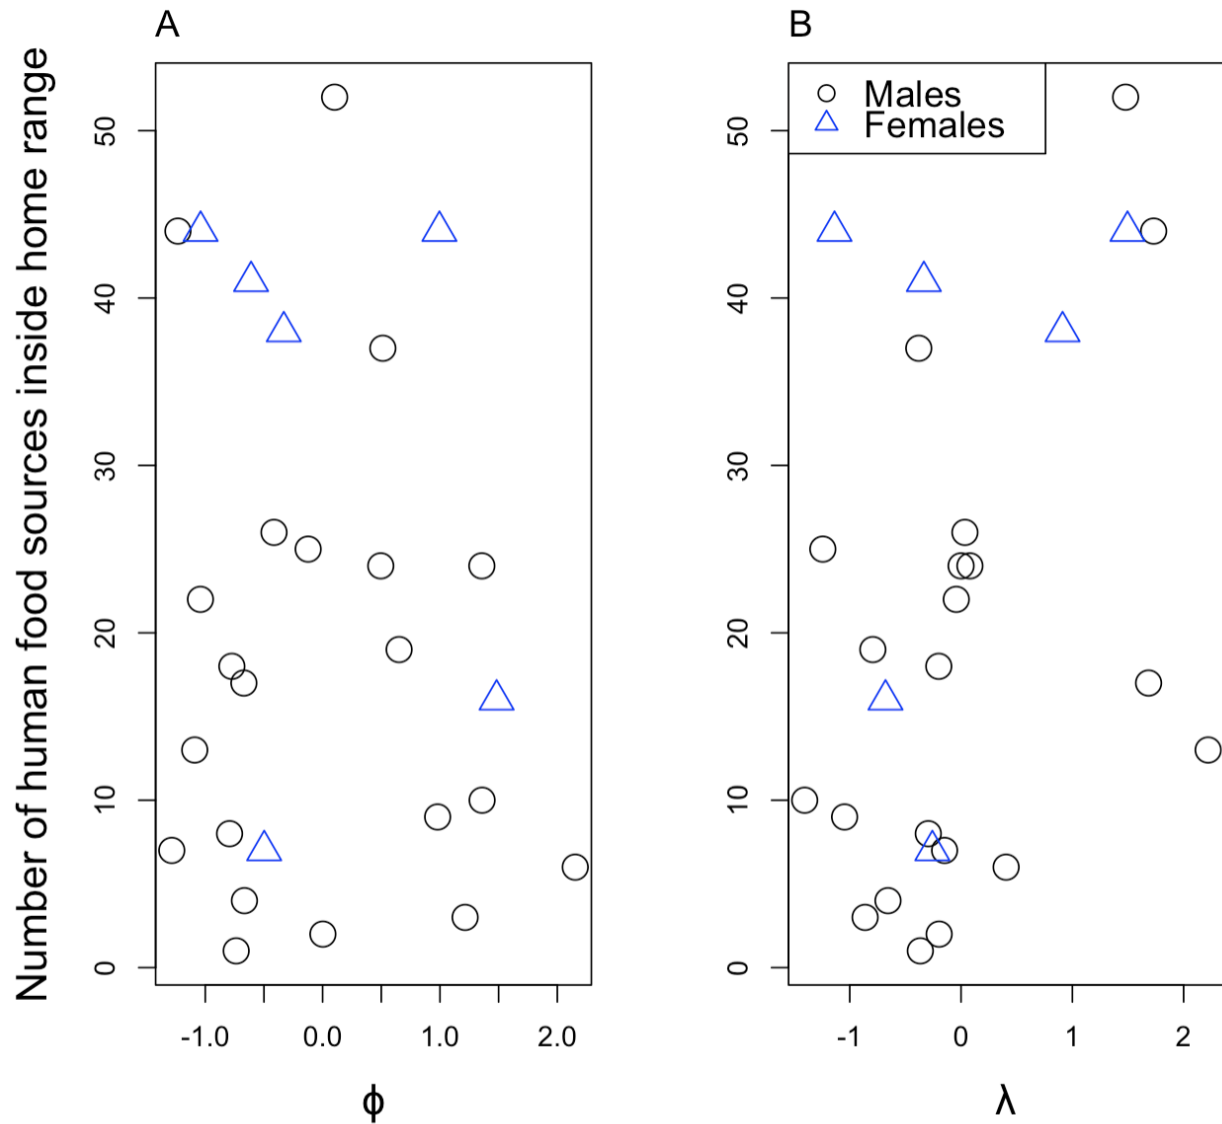 A
Number of human food sources inside home range
50
40
30
20
10
0
-1.0 0.0 1.0 2.0
ϕ
B
Males
Females
50
40
30
20
10
0
-1 0 1 2
λ